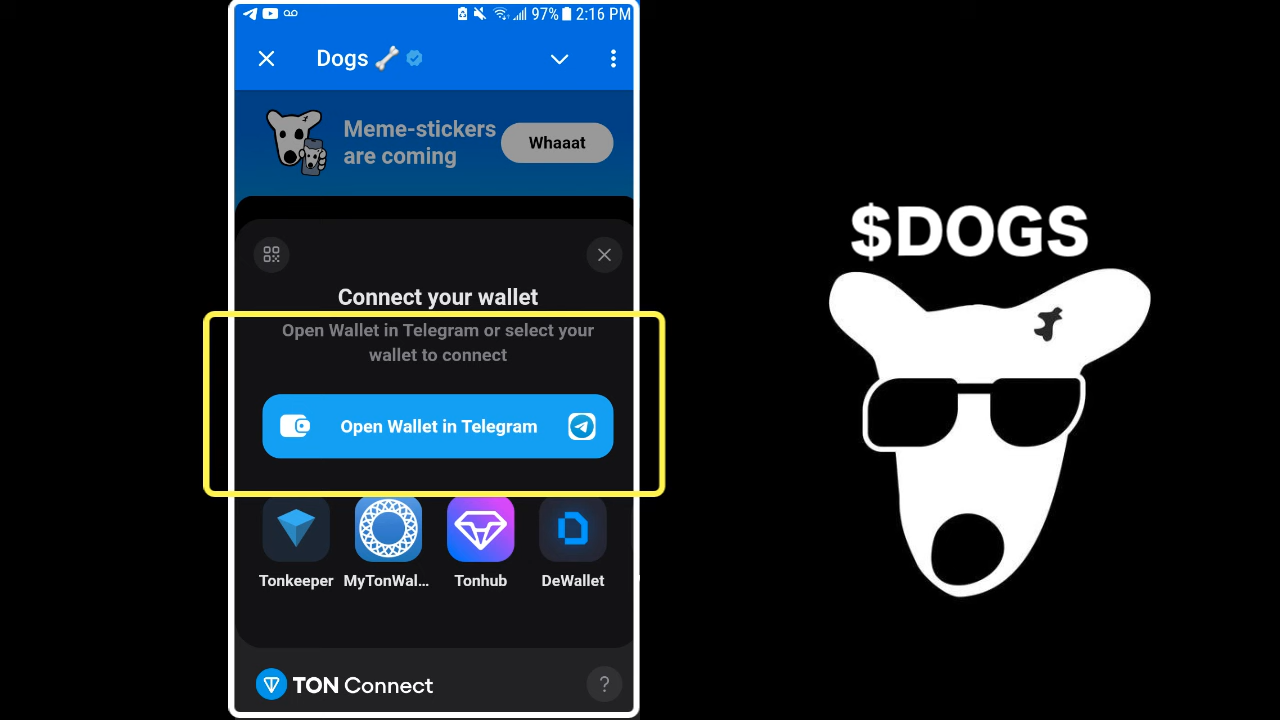 97% 2:16 PM
Dogs 🦴
Meme-stickers
are coming
Whaaat
Connect your wallet
Open Wallet in Telegram or select your
wallet to connect
Open Wallet in Telegram
Tonkeeper MyTonWal... Tonhub DeWallet
TON Connect ?
$DOGS